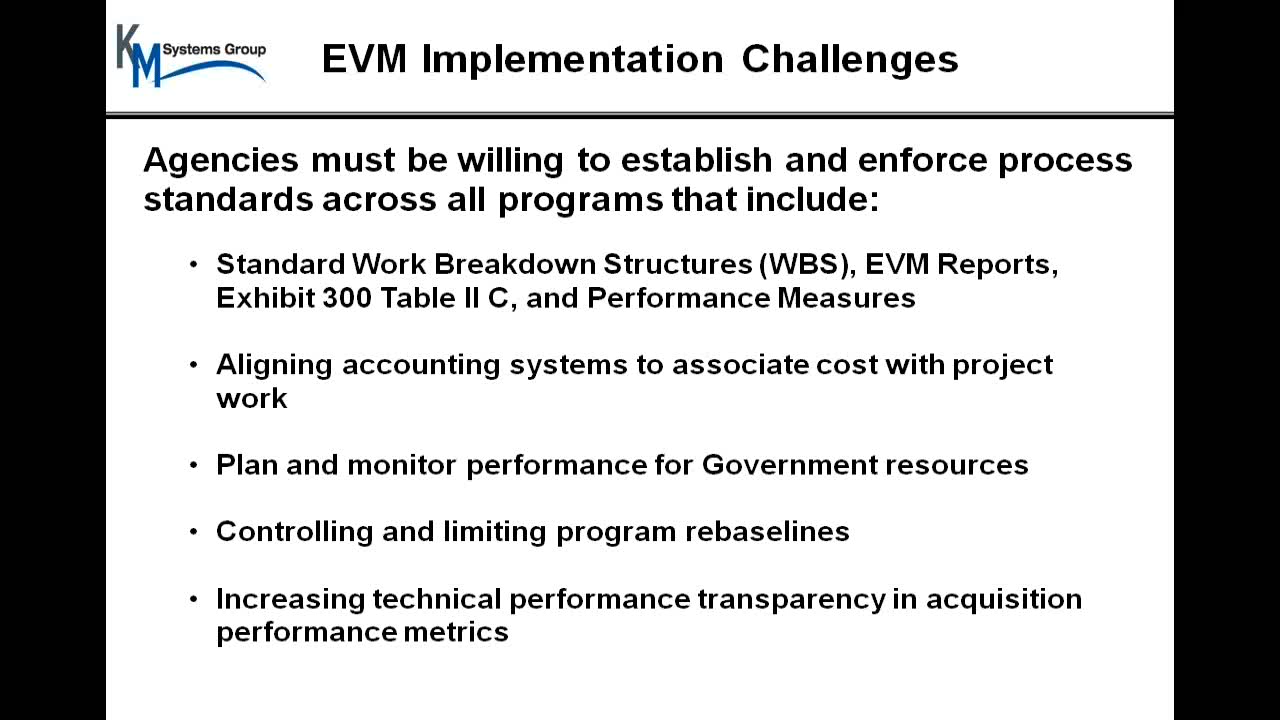 KM Systems Group
EVM Implementation Challenges
Agencies must be willing to establish and enforce process
standards across all programs that include:
• Standard Work Breakdown Structures (WBS), EVM Reports,
Exhibit 300 Table II C, and Performance Measures
• Aligning accounting systems to associate cost with project
work
• Plan and monitor performance for Government resources
• Controlling and limiting program rebaselines
• Increasing technical performance transparency in acquisition
performance metrics